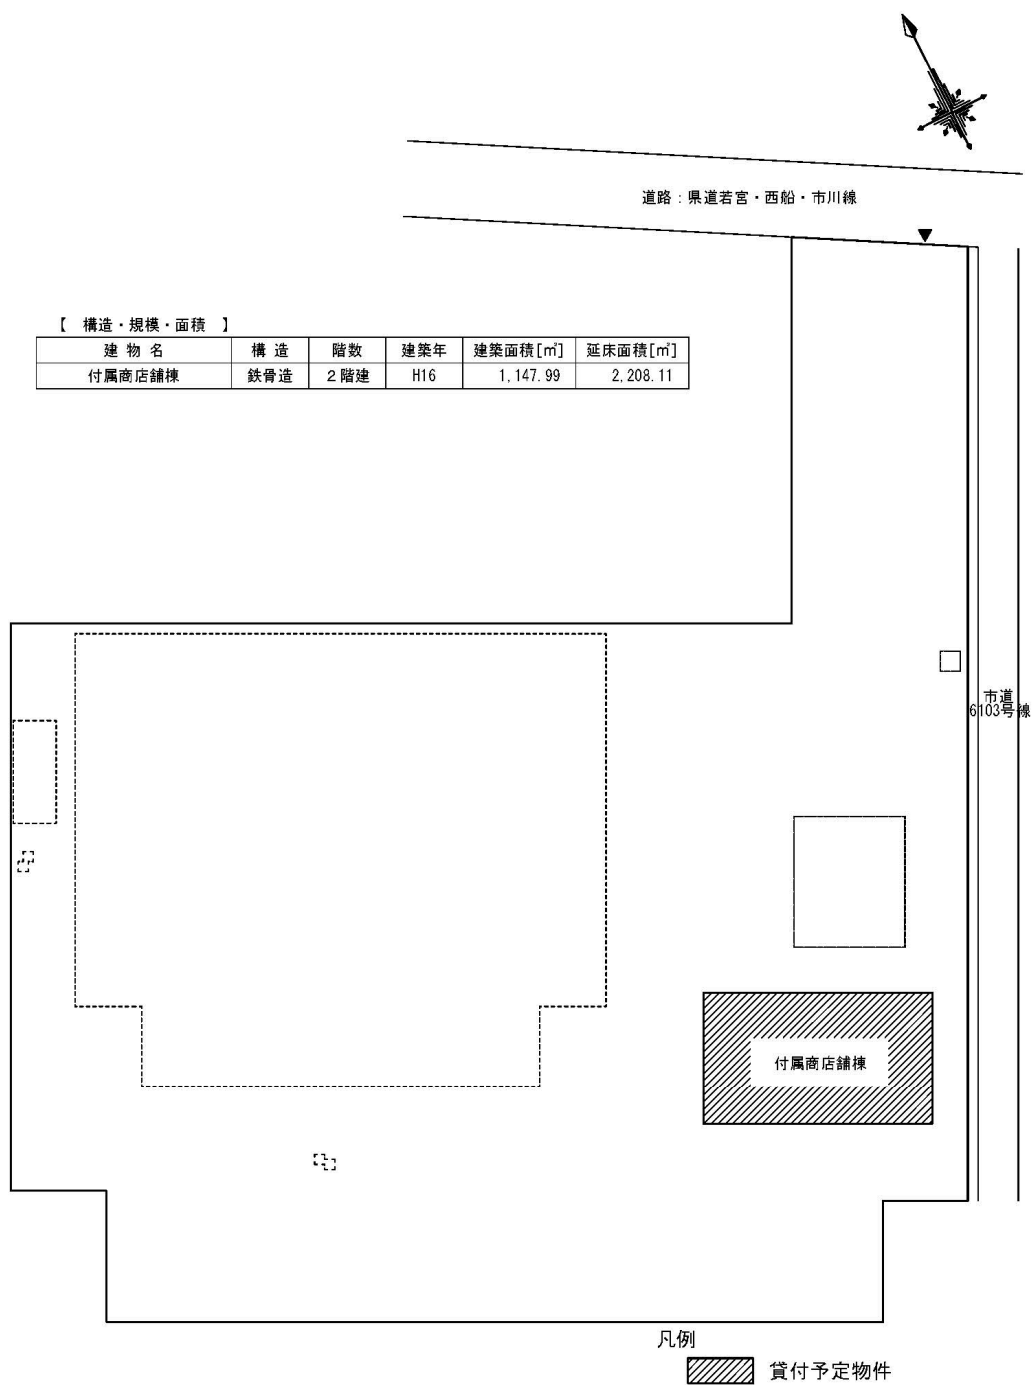 道路：県道若宮・西船・市川線
【 構造・規模・面積 】
建物名 構造 階数 建築年 建築面積[㎡] 延床面積[㎡]
付属商店舗棟 鉄骨造 2階建 H16 1,147.99 2,208.11
市道
6103号線
付属商店舗棟
凡例
貸付予定物件